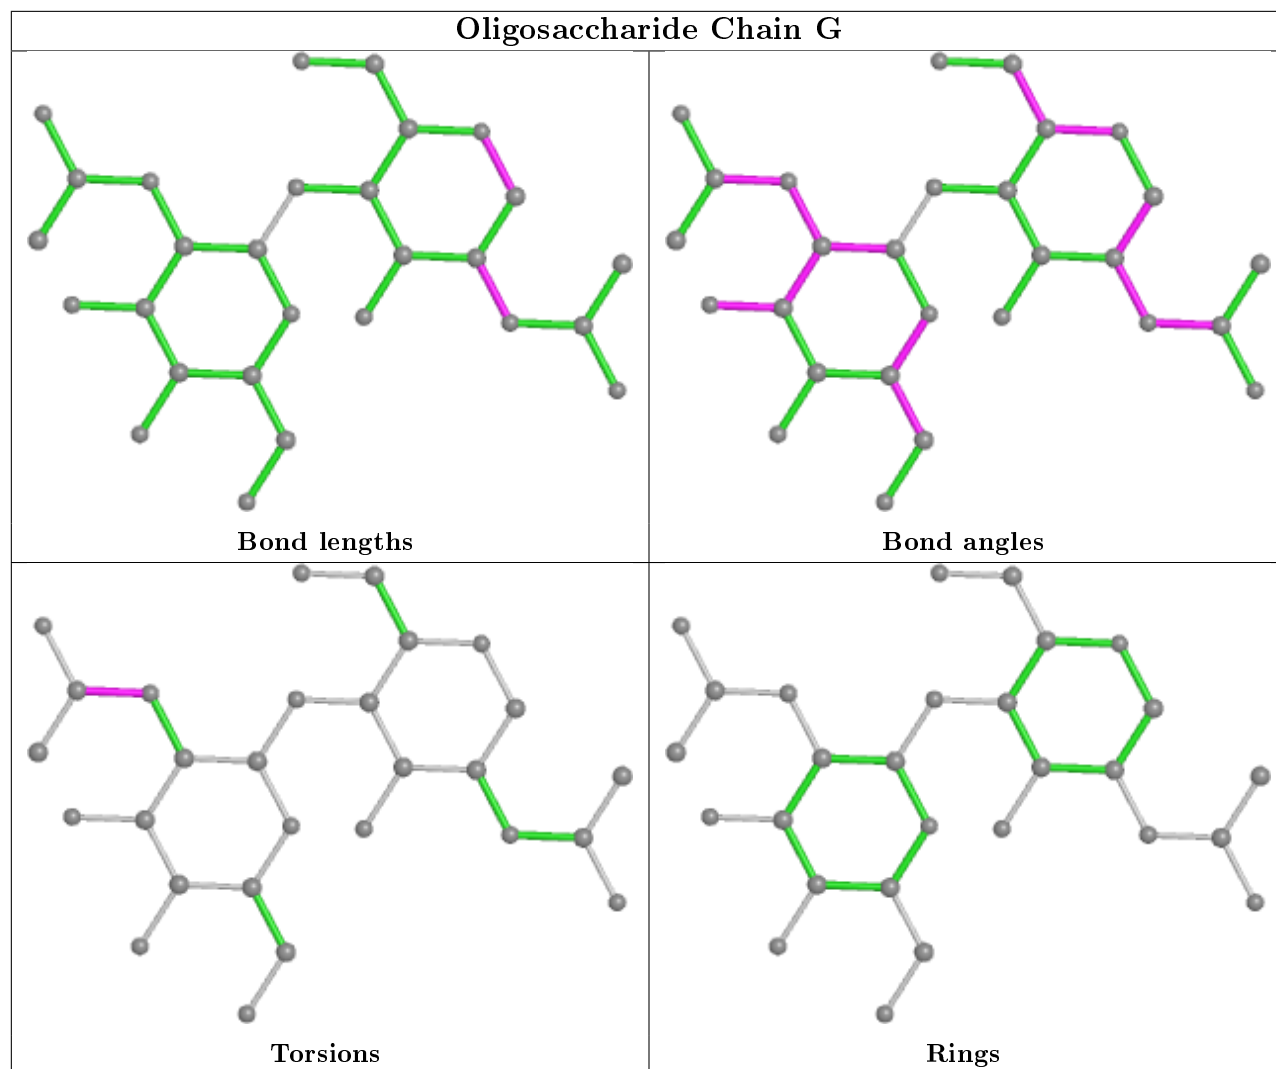 Oligosaccharide Chain G
Bond lengths
Bond angles
Torsions
Rings